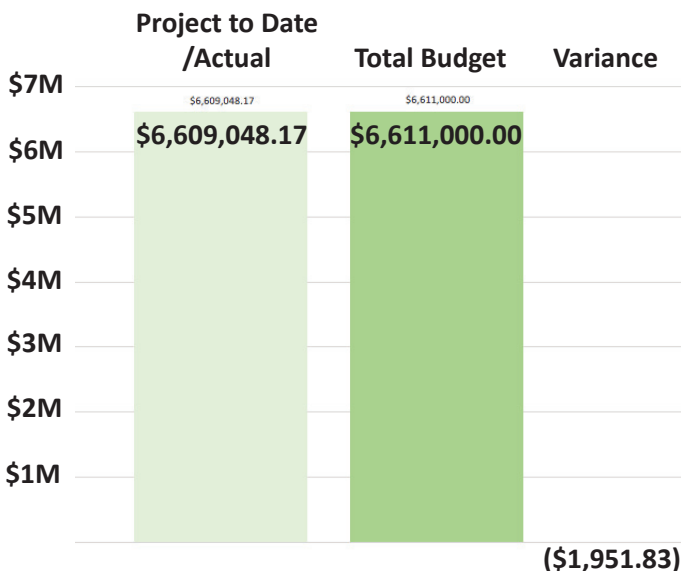 Project to Date
/Actual
Total Budget
Variance
$7M
$6,609,048.17
$6,611,000.00
$6,609,048.17
$6,611,000.00
$6M
$5M
$4M
$3M
$2M
$1M
($1,951.83)